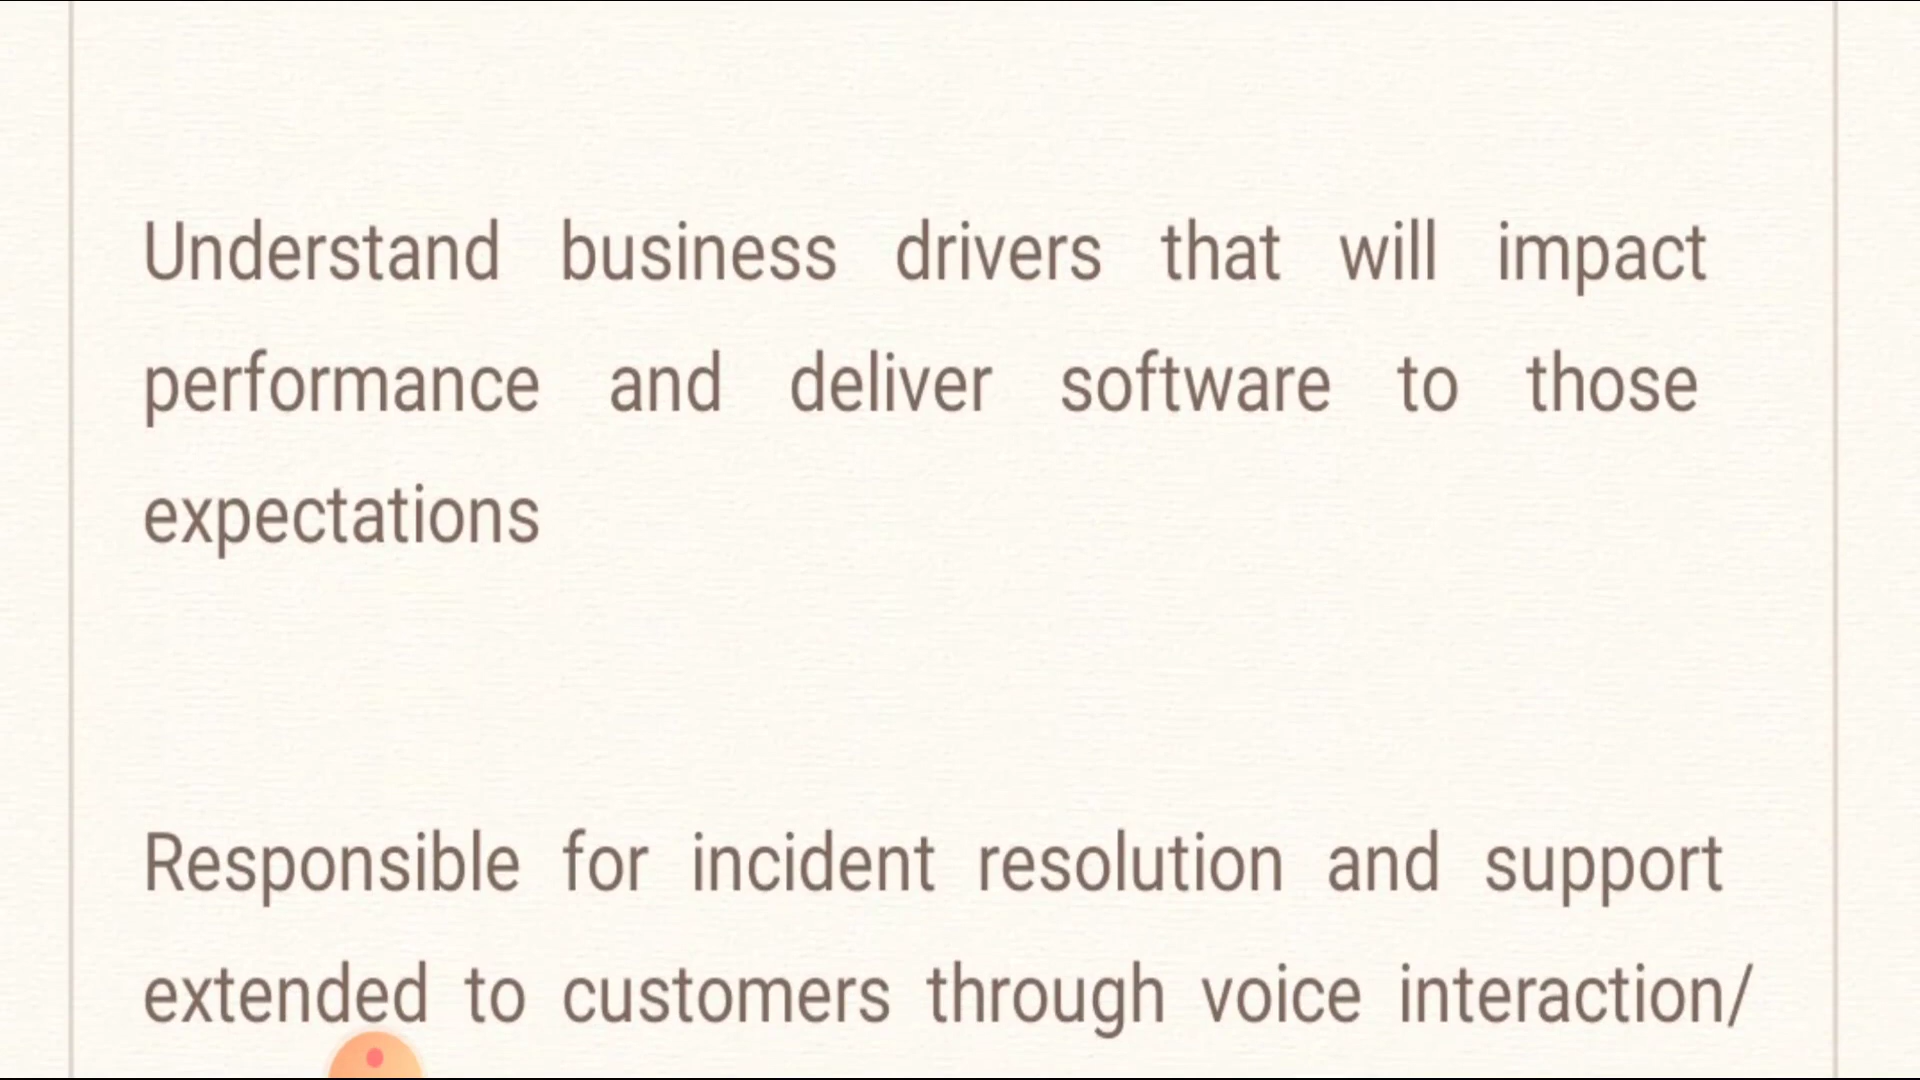 Understand business drivers that will impact
performance and deliver software to those
expectations
Responsible for incident resolution and support
extended to customers through voice interaction/